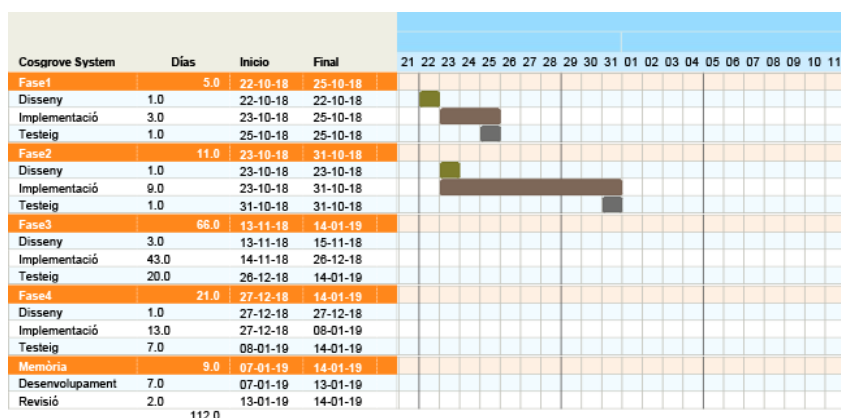 Cosgrove System Días Inicio Final 21 22 23 24 25 26 27 28 29 30 31 01 02 03 04 05 06 07 08 09 10 11
Fase1 5.0 22-10-18 25-10-18
Disseny 1.0 22-10-18 22-10-18
Implementació 3.0 23-10-18 25-10-18
Testeig 1.0 25-10-18 25-10-18
Fase2 11.0 23-10-18 31-10-18
Disseny 1.0 23-10-18 23-10-18
Implementació 9.0 23-10-18 31-10-18
Testeig 1.0 31-10-18 31-10-18
Fase3 66.0 13-11-18 14-01-19
Disseny 3.0 13-11-18 15-11-18
Implementació 43.0 14-11-18 26-12-18
Testeig 20.0 26-12-18 14-01-19
Fase4 21.0 27-12-18 14-01-19
Disseny 1.0 27-12-18 27-12-18
Implementació 13.0 27-12-18 08-01-19
Testeig 7.0 08-01-19 14-01-19
Memòria 9.0 07-01-19 14-01-19
Desenvolupament 7.0 07-01-19 13-01-19
Revisió 2.0 13-01-19 14-01-19
112.0